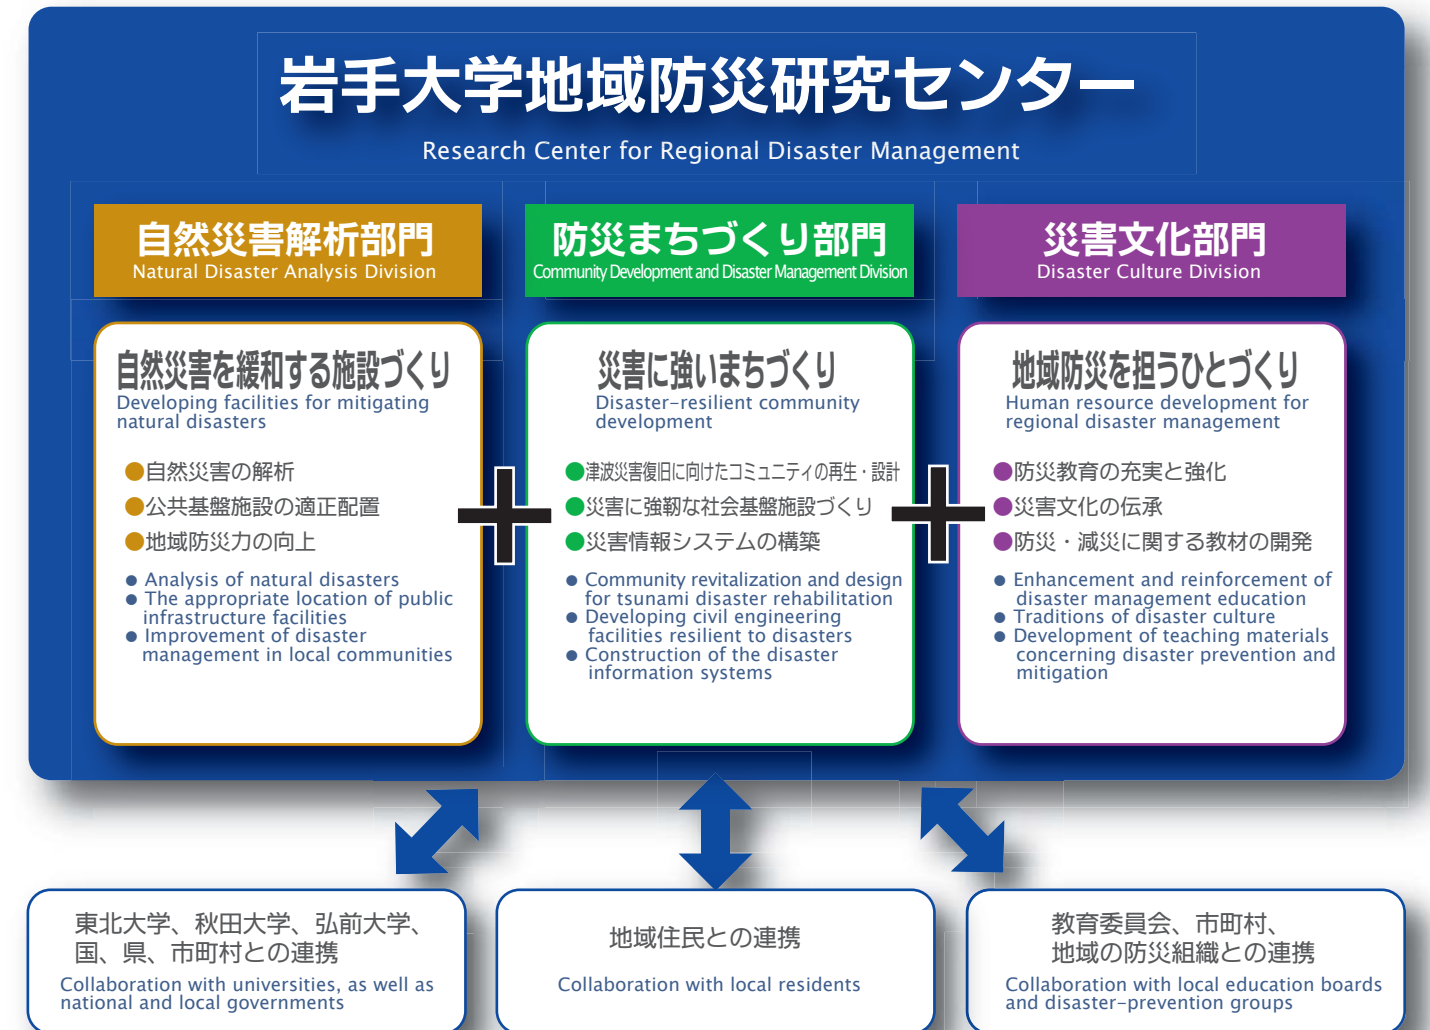 岩手大学地域防災研究センター
Research Center for Regional Disaster Management
自然災害解析部門
Natural Disaster Analysis Division
自然災害を緩和する施設づくり
Developing facilities for mitigating
natural disasters
●自然災害の解析
●公共基盤施設の適正配置
●地域防災力の向上
● Analysis of natural disasters
● The appropriate location of public
infrastructure facilities
● Improvement of disaster
management in local communities
防災まちづくり部門
Community Development and Disaster Management Division
災害に強いまちづくり
Disaster-resilient community
development
●津波災害復旧に向けたコミュニティの再生・設計
●災害に強靭な社会基盤施設づくり
●災害情報システムの構築
● Community revitalization and design
for tsunami disaster rehabilitation
● Developing civil engineering
facilities resilient to disasters
● Construction of the disaster
information systems
災害文化部門
Disaster Culture Division
地域防災を担うひとづくり
Human resource development for
regional disaster management
●防災教育の充実と強化
●災害文化の伝承
●防災・減災に関する教材の開発
● Enhancement and reinforcement of
disaster management education
● Traditions of disaster culture
● Development of teaching materials
concerning disaster prevention and
mitigation
東北大学、秋田大学、弘前大学、
国、県、市町村との連携
Collaboration with universities, as well as
national and local governments
地域住民との連携
Collaboration with local residents
教育委員会、市町村、
地域の防災組織との連携
Collaboration with local education boards
and disaster-prevention groups